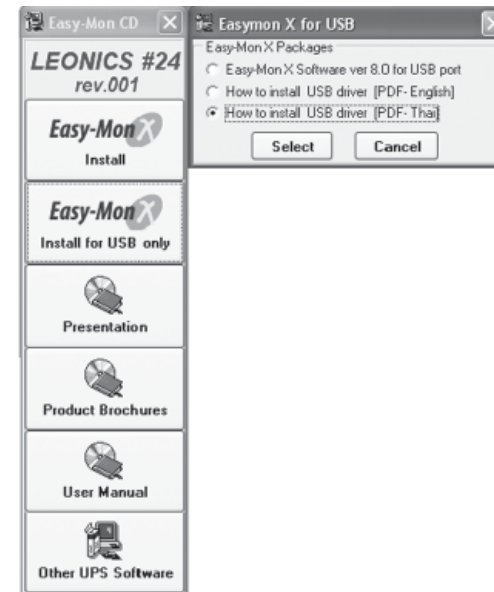 Easy-Mon CD
LEONICS #24
rev.001
Easy-Mon X
Install
Easy-Mon X
Install for USB only
Presentation
Product Brochures
User Manual
Other UPS Software
Easymon X for USB
Easy-Mon X Packages
Easy-Mon X Software ver 8.0 for USB port
How to install USB driver [PDF- English]
How to install USB driver [PDF- Thai]
Select Cancel